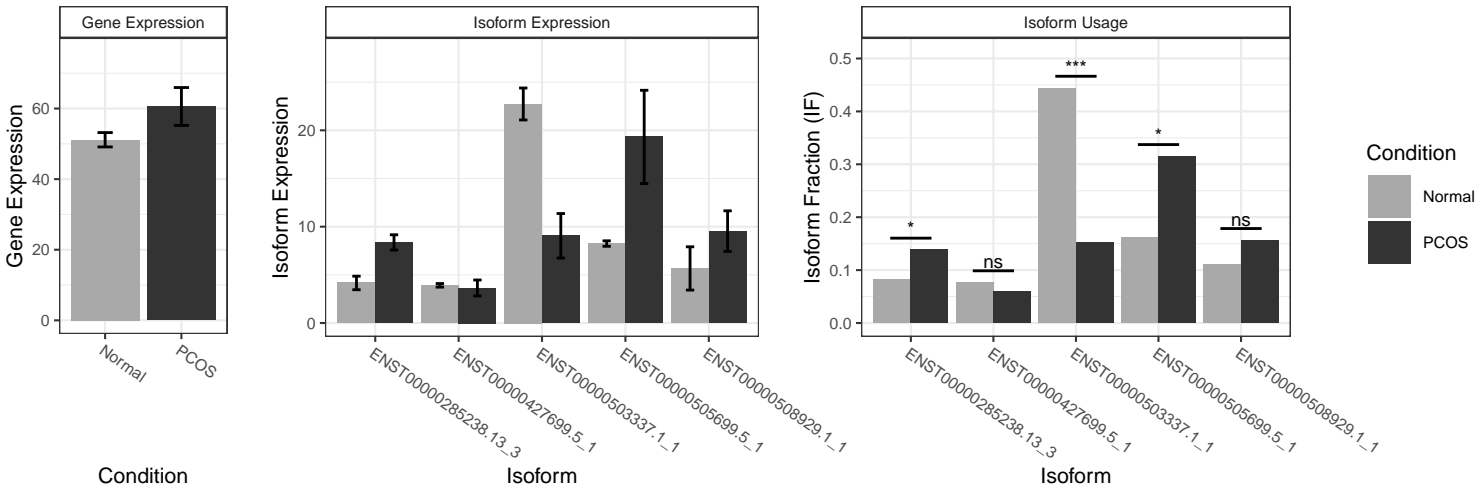 Gene Expression
Gene Expression
60
40
20
0
Normal
PCOS
Condition
Isoform Expression
Isoform Expression
20
10
0
ENST00000285238.13_3
ENST00000427699.5_1
ENST00000503337.1_1
ENST00000505699.5_1
ENST00000508929.1_1
Isoform
Isoform Usage
Isoform Fraction (IF)
0.5
0.4
0.3
0.2
0.1
0.0
*
ns
***
*
ns
ENST00000285238.13_3
ENST00000427699.5_1
ENST00000503337.1_1
ENST00000505699.5_1
ENST00000508929.1_1
Isoform
Condition
Normal
PCOS